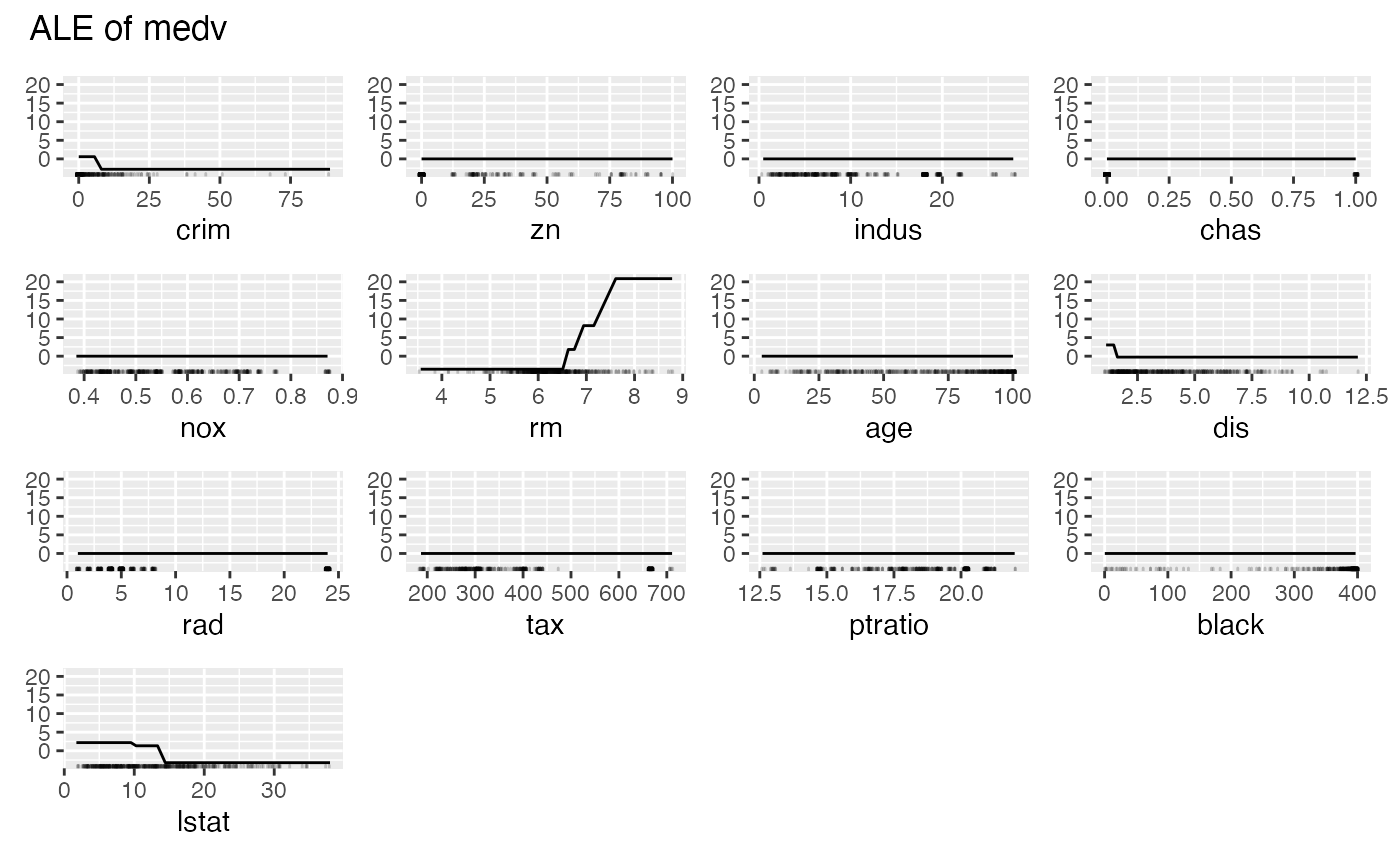 ALE of medv
20
15
10
5
0
0 25 50 75
crim
20
15
10
5
0
0 25 50 75 100
zn
20
15
10
5
0
0 10 20
indus
20
15
10
5
0
0.00 0.25 0.50 0.75 1.00
chas
20
15
10
5
0
0.4 0.5 0.6 0.7 0.8 0.9
nox
20
15
10
5
0
4 5 6 7 8 9
rm
20
15
10
5
0
0 25 50 75 100
age
20
15
10
5
0
2.5 5.0 7.5 10.0 12.5
dis
20
15
10
5
0
0 5 10 15 20 25
rad
20
15
10
5
0
200 300 400 500 600 700
tax
20
15
10
5
0
12.5 15.0 17.5 20.0
ptratio
20
15
10
5
0
0 100 200 300 400
black
20
15
10
5
0
0 10 20 30
lstat